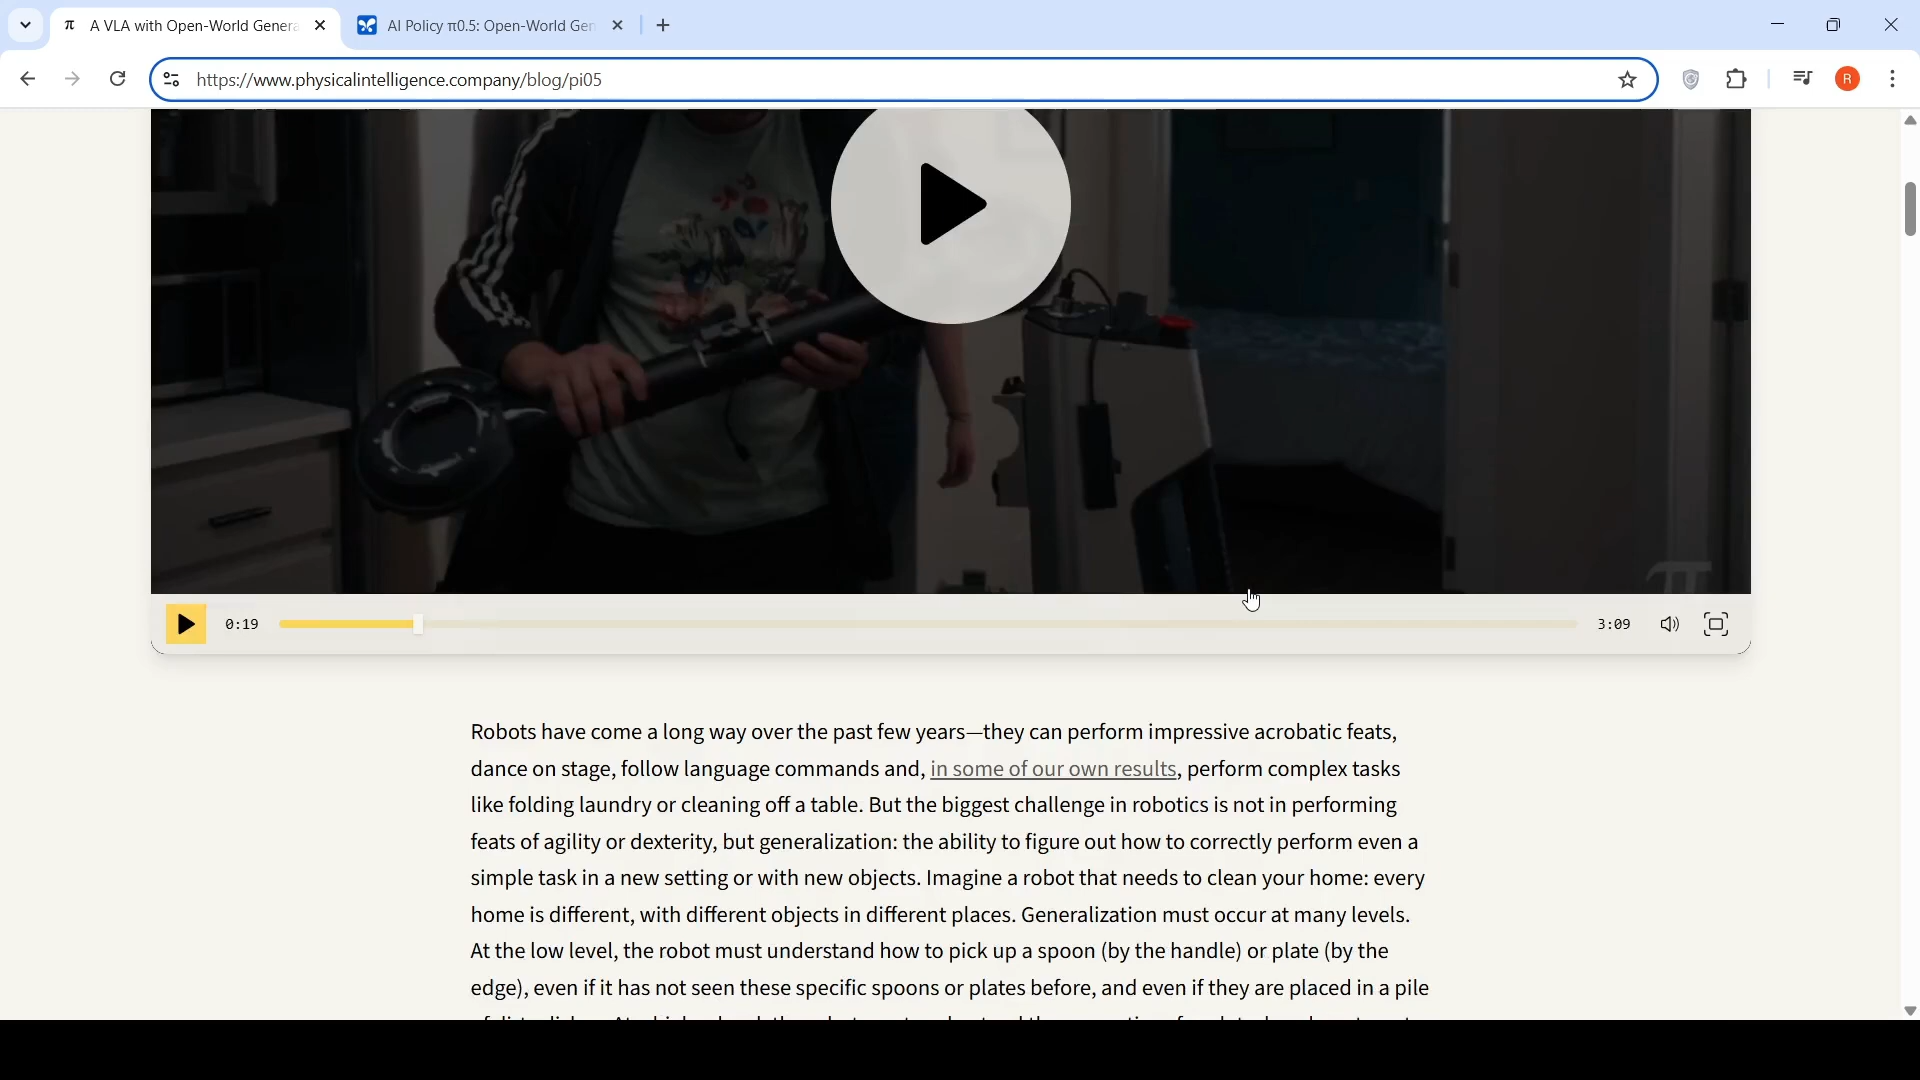 π A VLA with Open-World Genera
AI Policy π0.5: Open-World Gen
https://www.physicalintelligence.company/blog/pi05
R
π
0:19
3:09
Robots have come a long way over the past few years—they can perform impressive acrobatic feats,
dance on stage, follow language commands and, in some of our own results, perform complex tasks
like folding laundry or cleaning off a table. But the biggest challenge in robotics is not in performing
feats of agility or dexterity, but generalization: the ability to figure out how to correctly perform even a
simple task in a new setting or with new objects. Imagine a robot that needs to clean your home: every
home is different, with different objects in different places. Generalization must occur at many levels.
At the low level, the robot must understand how to pick up a spoon (by the handle) or plate (by the
edge), even if it has not seen these specific spoons or plates before, and even if they are placed in a pile